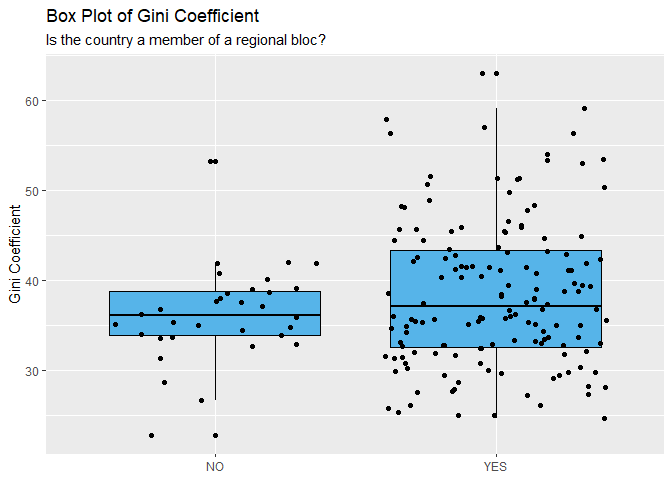 Box Plot of Gini Coefficient
Is the country a member of a regional bloc?
Gini Coefficient
60
50
40
30
NO
YES